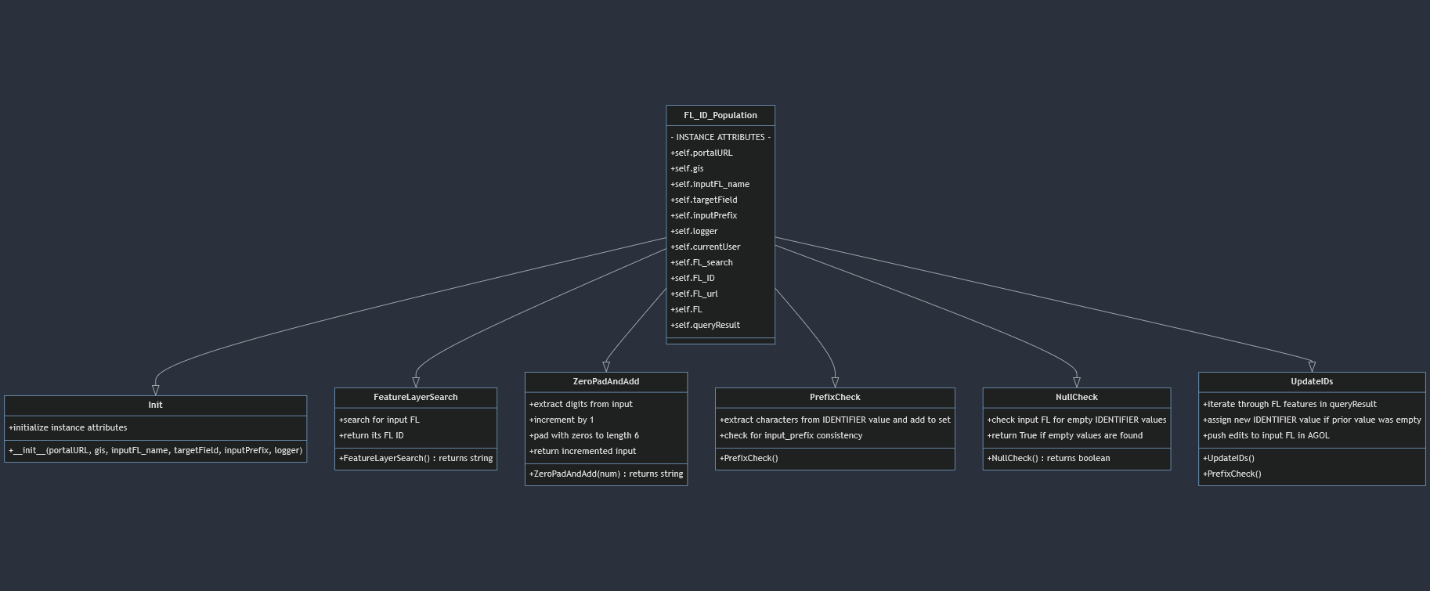 FL_ID_Population
- INSTANCE ATTRIBUTES -
+self.portalURL
+self.gis
+self.inputFL_name
+self.targetField
+self.inputPrefix
+self.logger
+self.currentUser
+self.FL_search
+self.FL_ID
+self.FL_url
+self.FL
+self.queryResult
Init
+initialize instance attributes
+__init__(portalURL, gis, inputFL_name, targetField, inputPrefix, logger)
FeatureLayerSearch
+search for input FL
+return its FL ID
+FeatureLayerSearch() : returns string
ZeroPadAndAdd
+extract digits from input
+increment by 1
+pad with zeros to length 6
+return incremented input
+ZeroPadAndAdd(num) : returns string
PrefixCheck
+extract characters from IDENTIFIER value and add to set
+check for input_prefix consistency
+PrefixCheck()
NullCheck
+check input FL for empty IDENTIFIER values
+return True if empty values are found
+NullCheck() : returns boolean
UpdateIDs
+iterate through FL features in queryResult
+assign new IDENTIFIER value if prior value was empty
+push edits to input FL in AGOL
+UpdateIDs()
+PrefixCheck()